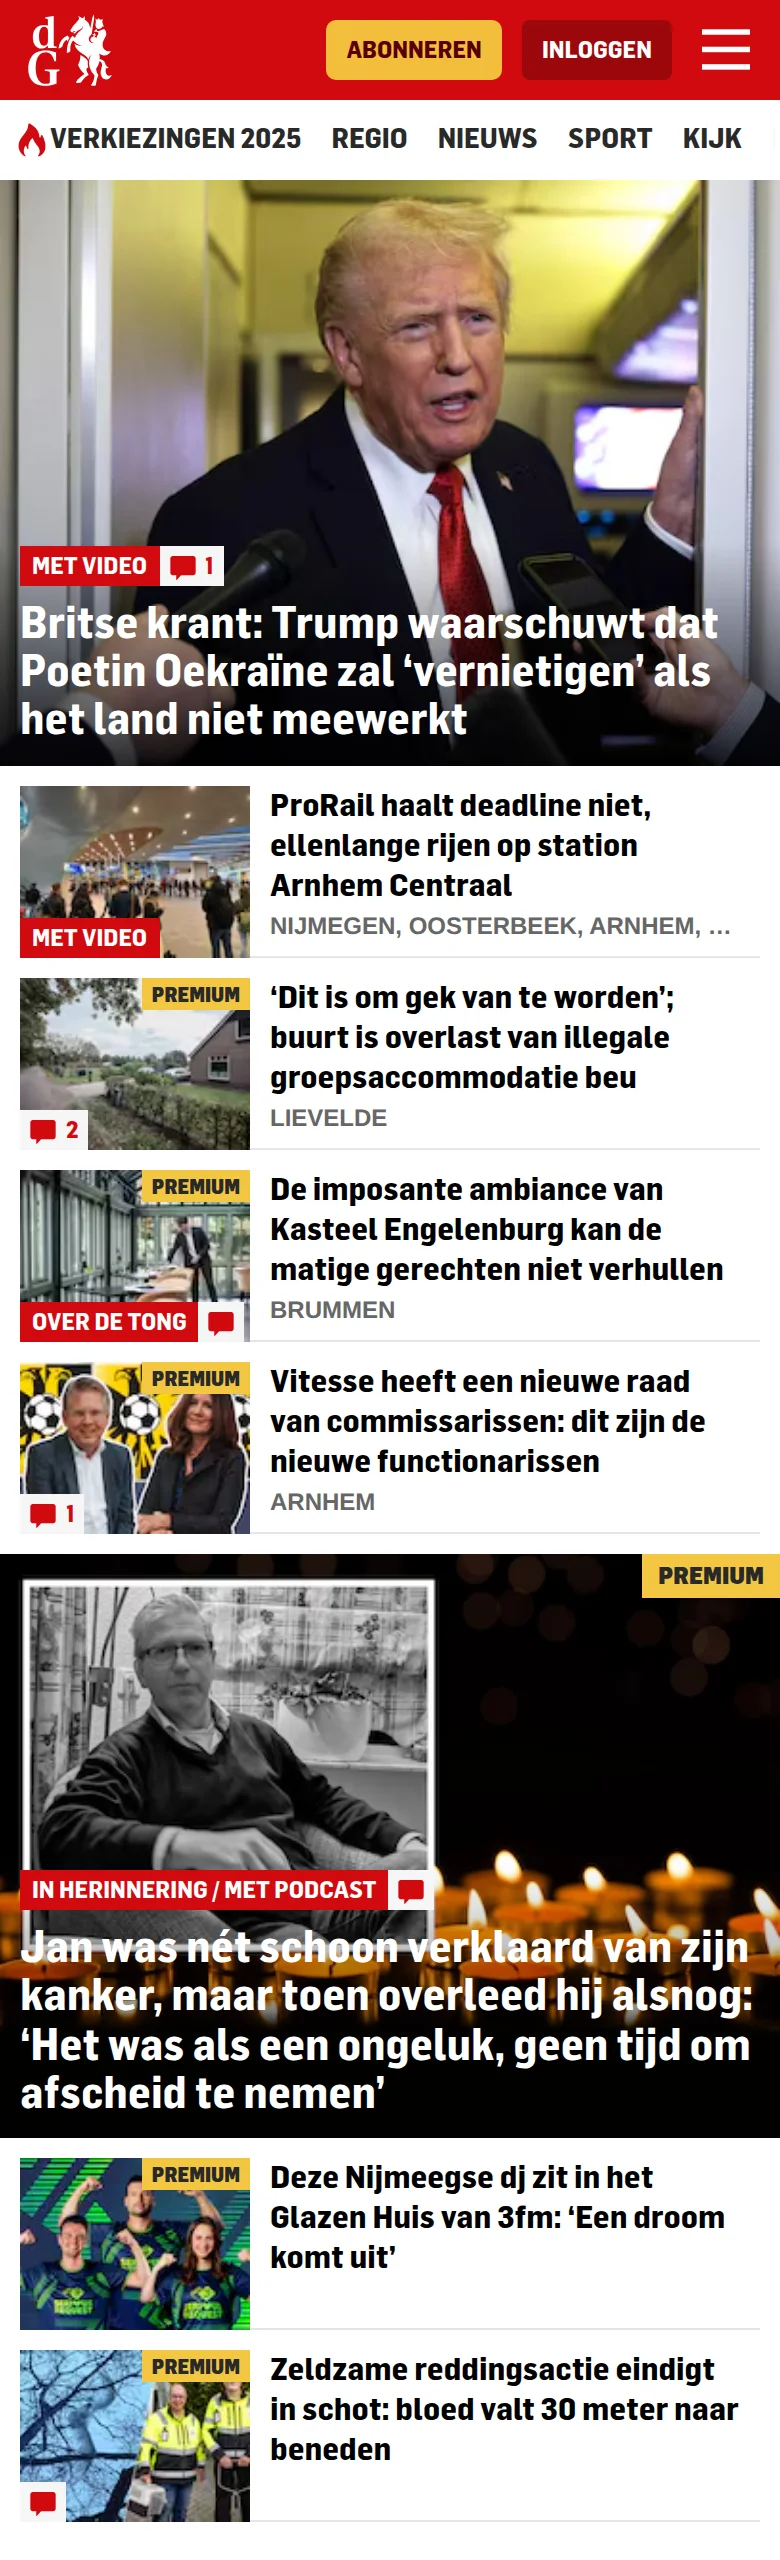 dG
ABONNEREN
INLOGGEN
VERKIEZINGEN 2025
REGIO
NIEUWS
SPORT
KIJK
MET VIDEO
1
Britse krant: Trump waarschuwt dat
Poetin Oekraïne zal ‘vernietigen’ als
het land niet meewerkt
MET VIDEO
ProRail haalt deadline niet,
ellenlange rijen op station
Arnhem Centraal
NIJMEGEN, OOSTERBEEK, ARNHEM, …
PREMIUM
2
‘Dit is om gek van te worden’;
buurt is overlast van illegale
groepsaccommodatie beu
LIEVELDE
PREMIUM
OVER DE TONG
De imposante ambiance van
Kasteel Engelenburg kan de
matige gerechten niet verhullen
BRUMMEN
PREMIUM
1
Vitesse heeft een nieuwe raad
van commissarissen: dit zijn de
nieuwe functionarissen
ARNHEM
PREMIUM
IN HERINNERING / MET PODCAST
Jan was nét schoon verklaard van zijn
kanker, maar toen overleed hij alsnog:
‘Het was als een ongeluk, geen tijd om
afscheid te nemen’
PREMIUM
Deze Nijmeegse dj zit in het
Glazen Huis van 3fm: ‘Een droom
komt uit’
PREMIUM
Zeldzame reddingsactie eindigt
in schot: bloed valt 30 meter naar
beneden